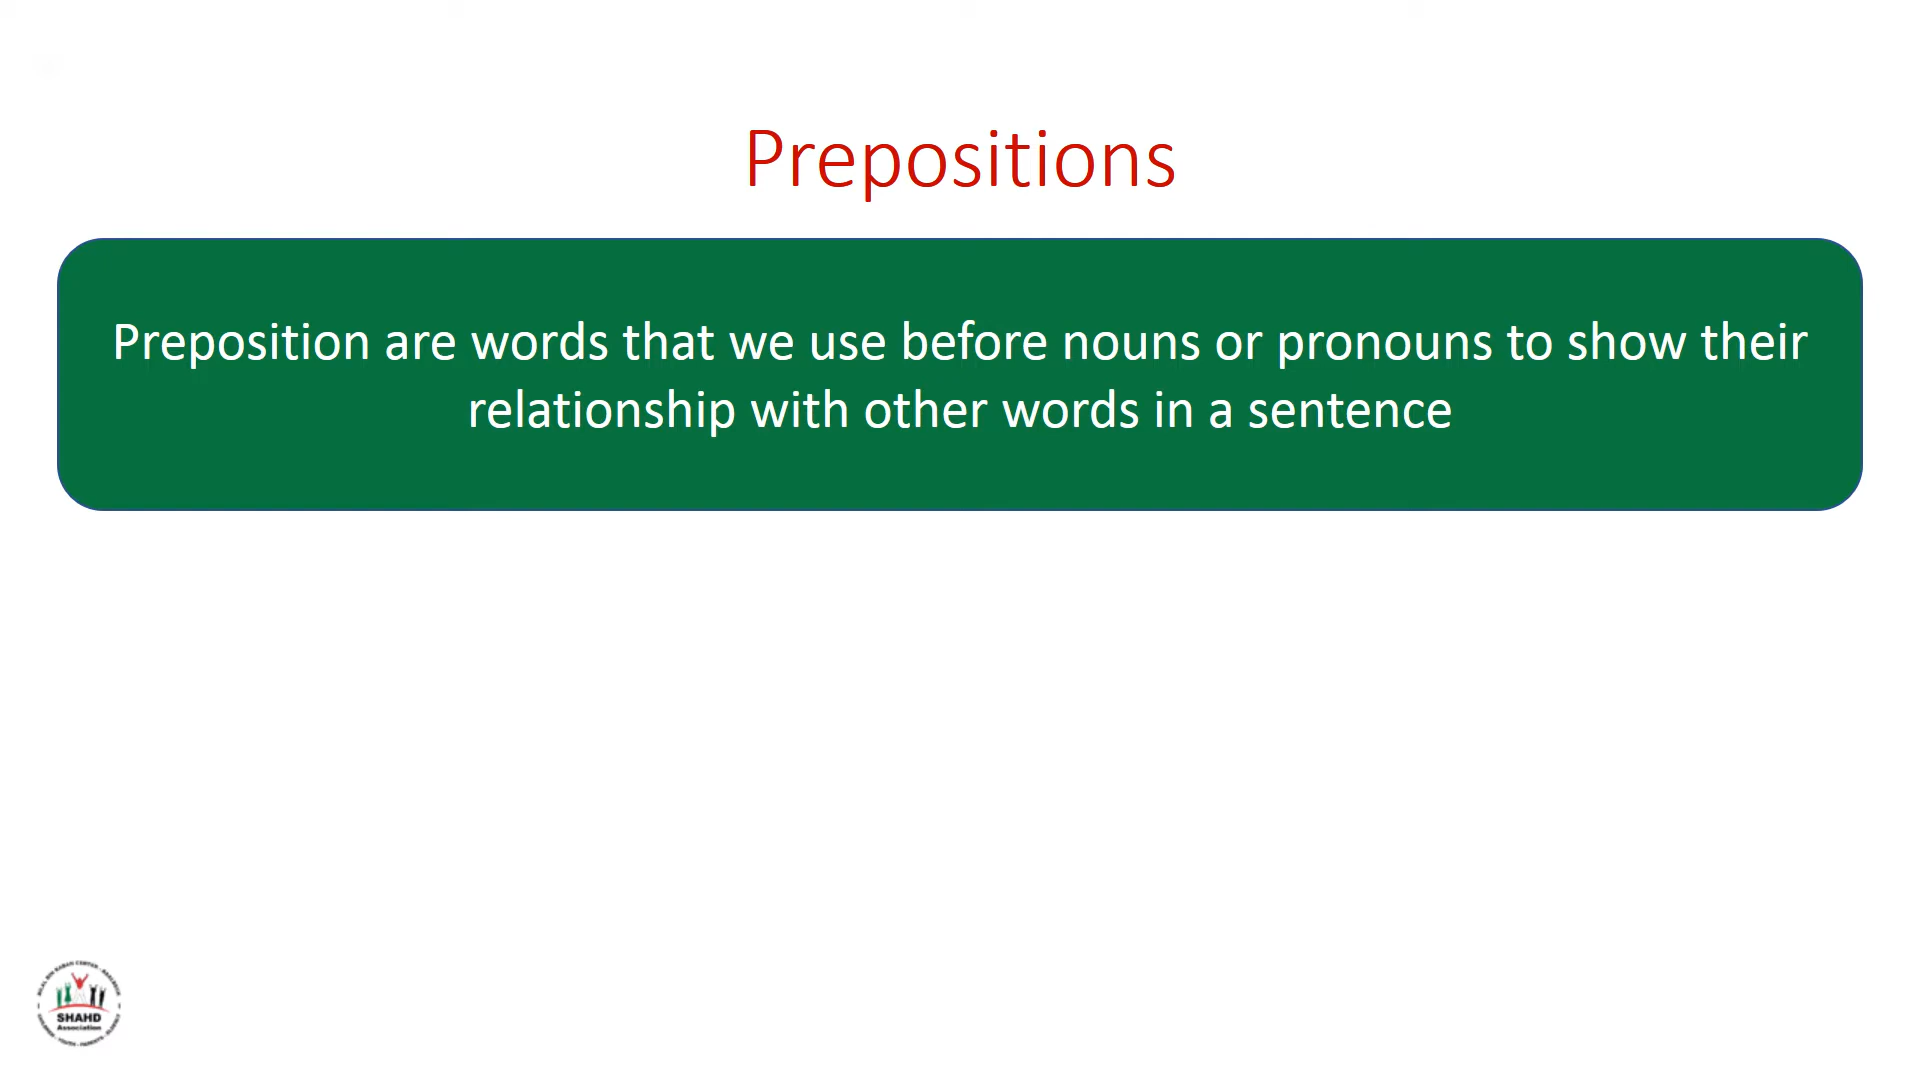 Prepositions
Preposition are words that we use before nouns or pronouns to show their
relationship with other words in a sentence
SHAHD
Association